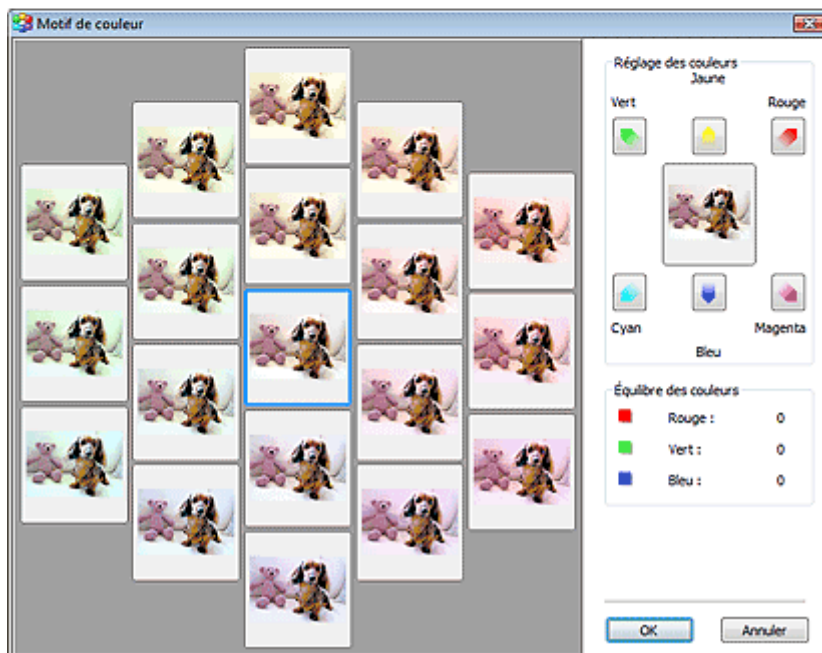 Motif de couleur
Réglage des couleurs
Jaune
Vert
Rouge
Cyan
Magenta
Bleu
Équilibre des couleurs
Rouge : 0
Vert : 0
Bleu : 0
OK
Annuler